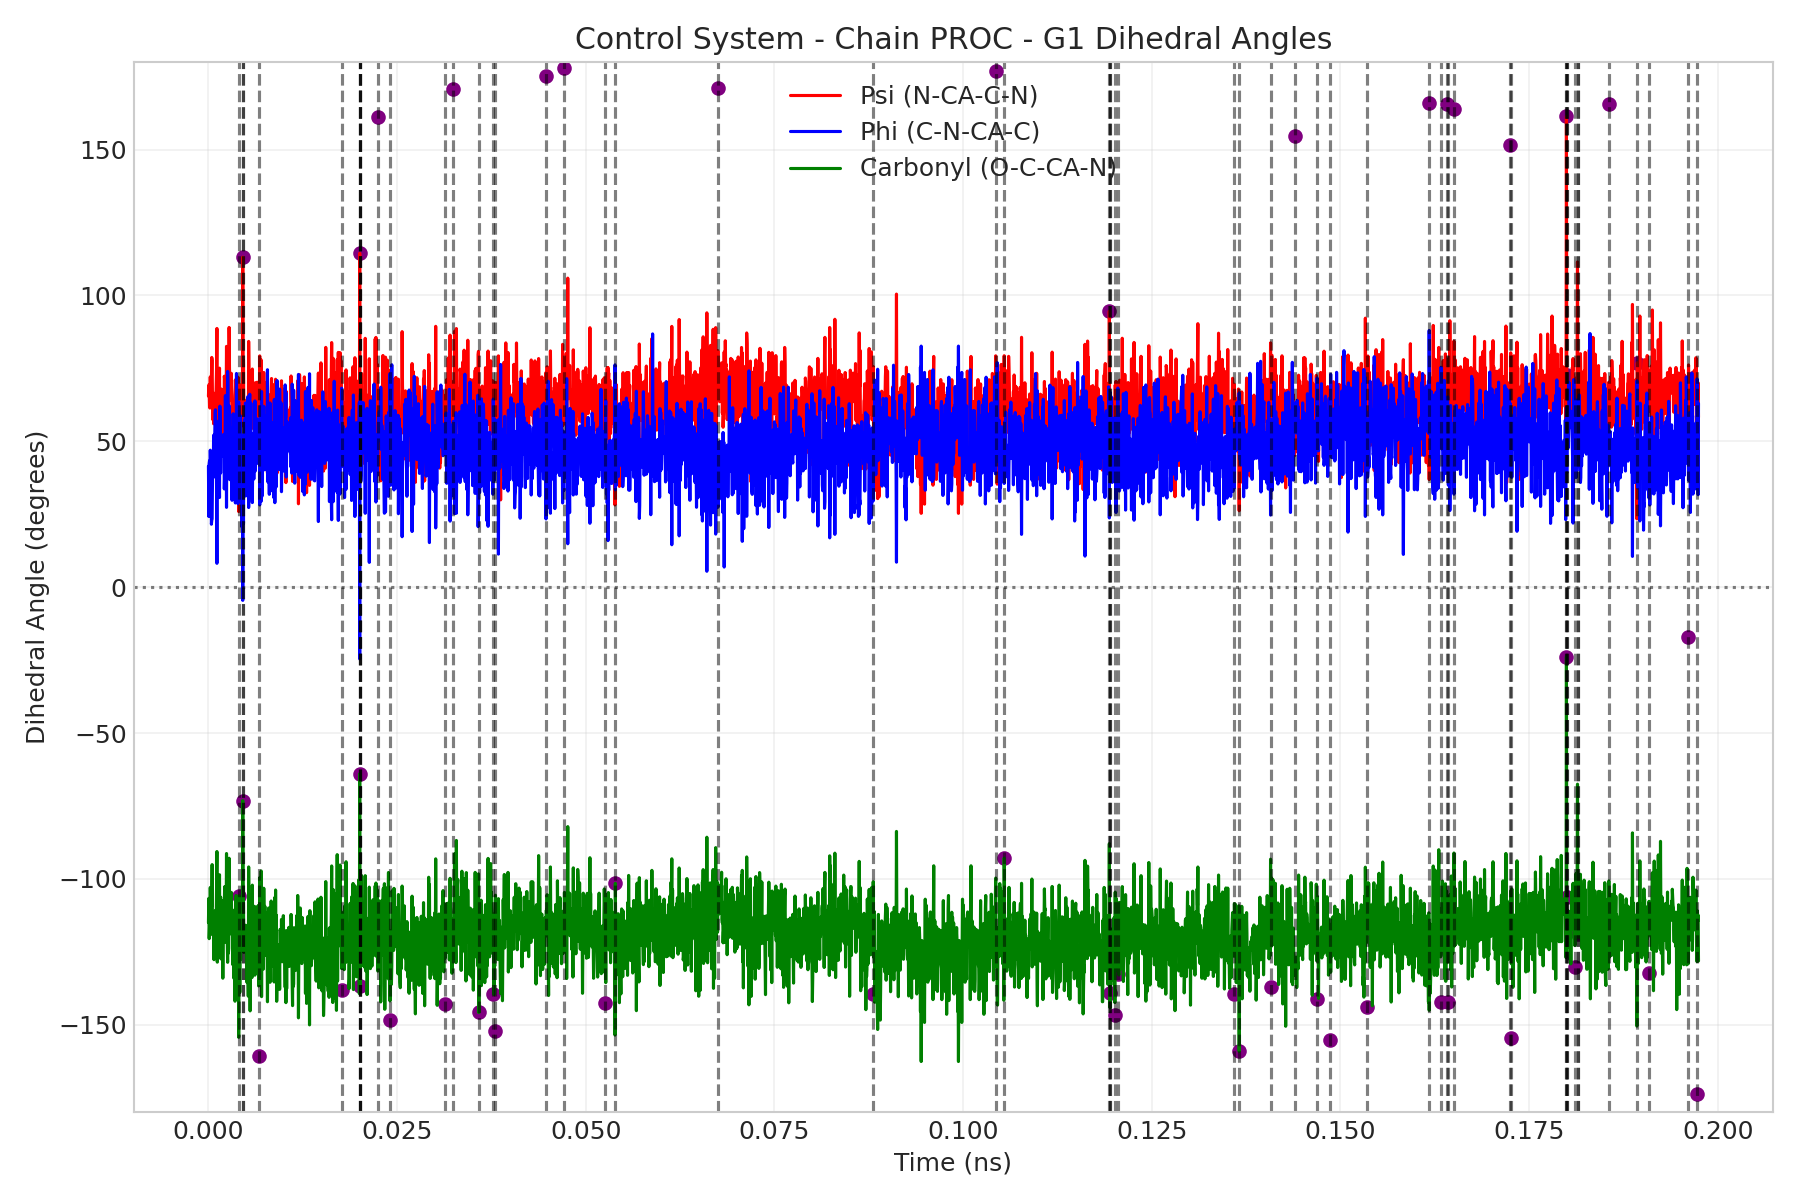 Control System - Chain PROC - G1 Dihedral Angles
Psi (N-CA-C-N)
Phi (C-N-CA-C)
Carbonyl (O-C-CA-N)
Dihedral Angle (degrees)
150
100
50
0
−50
−100
−150
0.000 0.025 0.050 0.075 0.100 0.125 0.150 0.175 0.200
Time (ns)